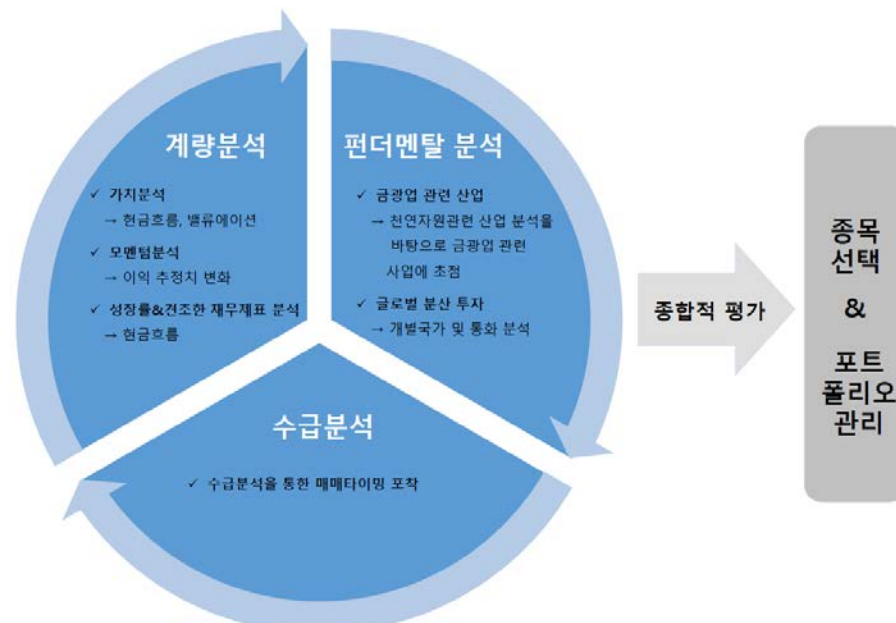 계량분석
✓ 가치분석
→ 현금흐름, 밸류에이션
✓ 모멘텀분석
→ 이익 추정치 변화
✓ 성장률&견조한 재무제표 분석
→ 현금흐름
펀더멘탈 분석
✓ 금광업 관련 산업
→ 천연자원관련 산업 분석을
바탕으로 금광업 관련
사업에 초점
✓ 글로벌 분산 투자
→ 개별국가 및 통화 분석
수급분석
✓ 수급분석을 통한 매매타이밍 포착
종합적 평가
종목
선택
&
포트
폴리오
관리